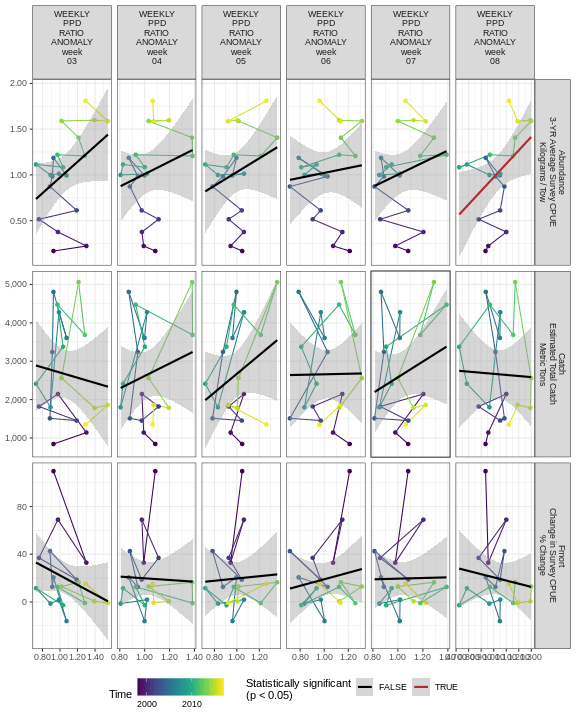 WEEKLY
PPD
RATIO
ANOMALY
week
03
WEEKLY
PPD
RATIO
ANOMALY
week
04
WEEKLY
PPD
RATIO
ANOMALY
week
05
WEEKLY
PPD
RATIO
ANOMALY
week
06
WEEKLY
PPD
RATIO
ANOMALY
week
07
WEEKLY
PPD
RATIO
ANOMALY
week
08
2.00
1.50
1.00
0.50
Abundance
3-YR Average Survey CPUE
Kilograms / Tow
5,000
4,000
3,000
2,000
1,000
Catch
Estimated Total Catch
Metric Tons
80
40
0
Fmort
Change in Survey CPUE
% Change
0.80 1.00 1.20 1.40
0.80 1.00 1.20 1.40
0.80 1.00 1.20
0.80 1.00 1.20
0.80 1.00 1.20 1.40
Time
2000 2010
Statistically significant
(p < 0.05)
FALSE
TRUE